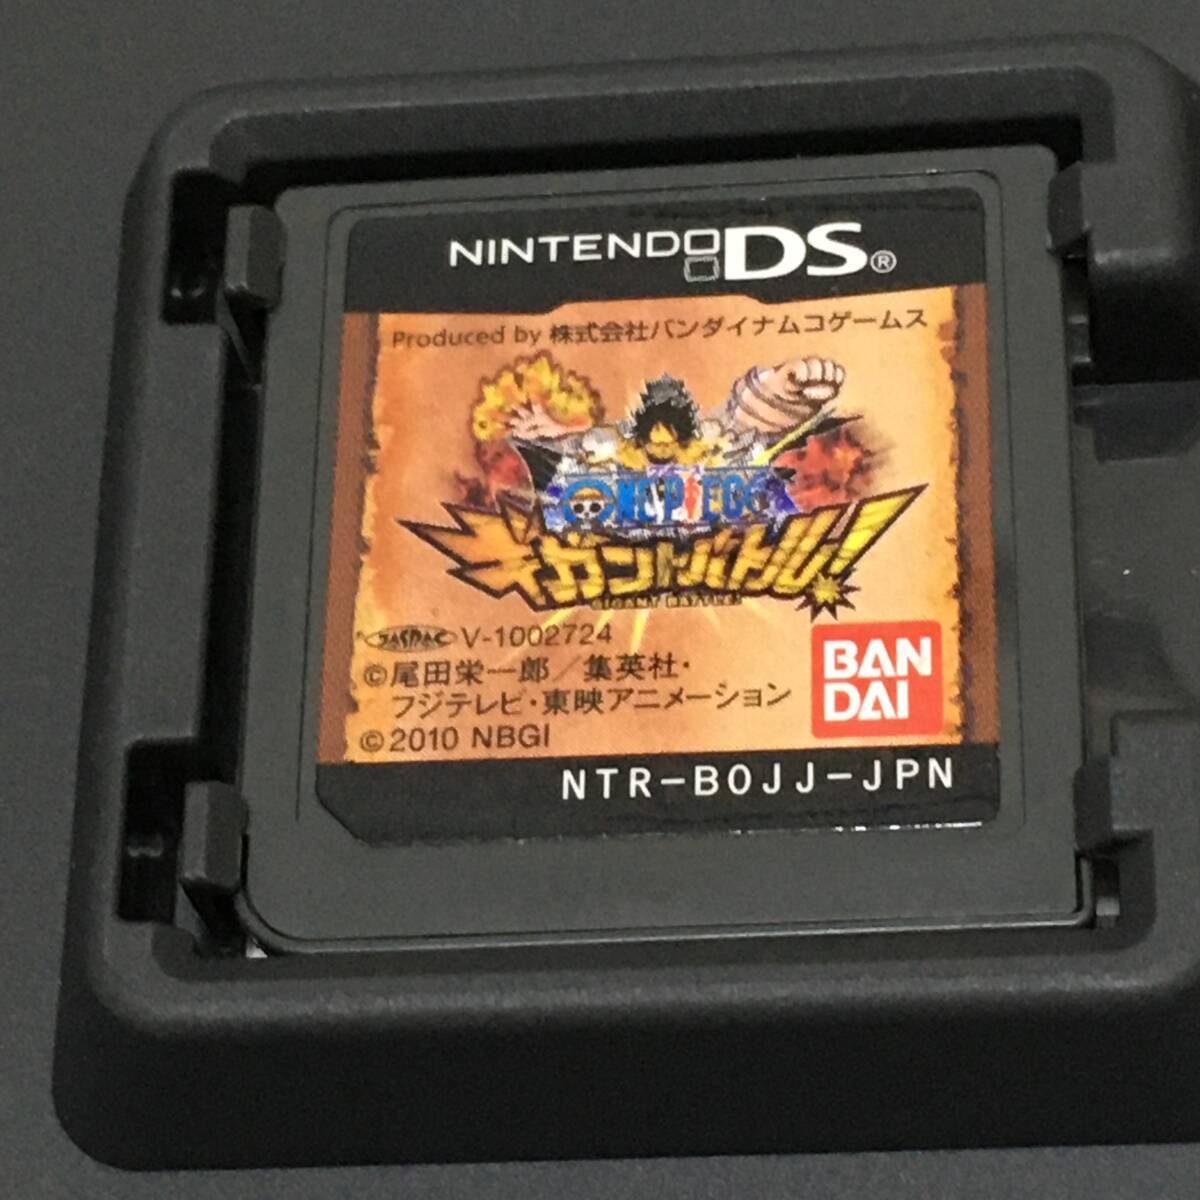 NINTENDO DS®
Produced by 株式会社バンダイナムコゲームス
ONE PIECE
ギガントバトル!
GIGANT BATTLE!
JASRAC V-1002724
©尾田栄一郎／集英社・
フジテレビ・東映アニメーション
©2010 NBGI
BAN
DAI
NTR-BOJJ-JPN